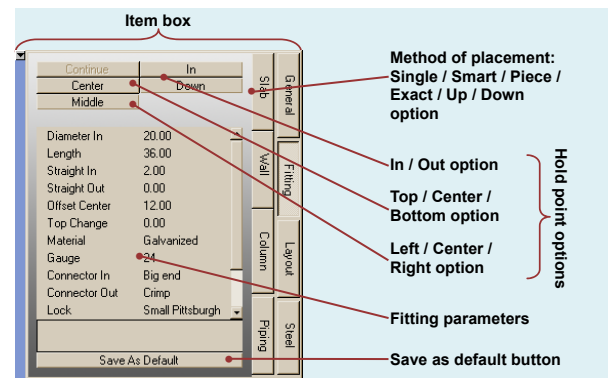 Item box
Continue In
Center Down
Middle
Diameter In 20.00
Length 36.00
Straight In 2.00
Straight Out 0.00
Offset Center 12.00
Top Change 0.00
Material Galvanized
Gauge 24
Connector In Big end
Connector Out Crimp
Lock Small Pittsburgh
Save As Default
Slab
Wall
Column
Piping
General
Fitting
Layout
Steel
Method of placement:
Single / Smart / Piece /
Exact / Up / Down
option
In / Out option
Top / Center /
Bottom option
Left / Center /
Right option
Hold point options
Fitting parameters
Save as default button